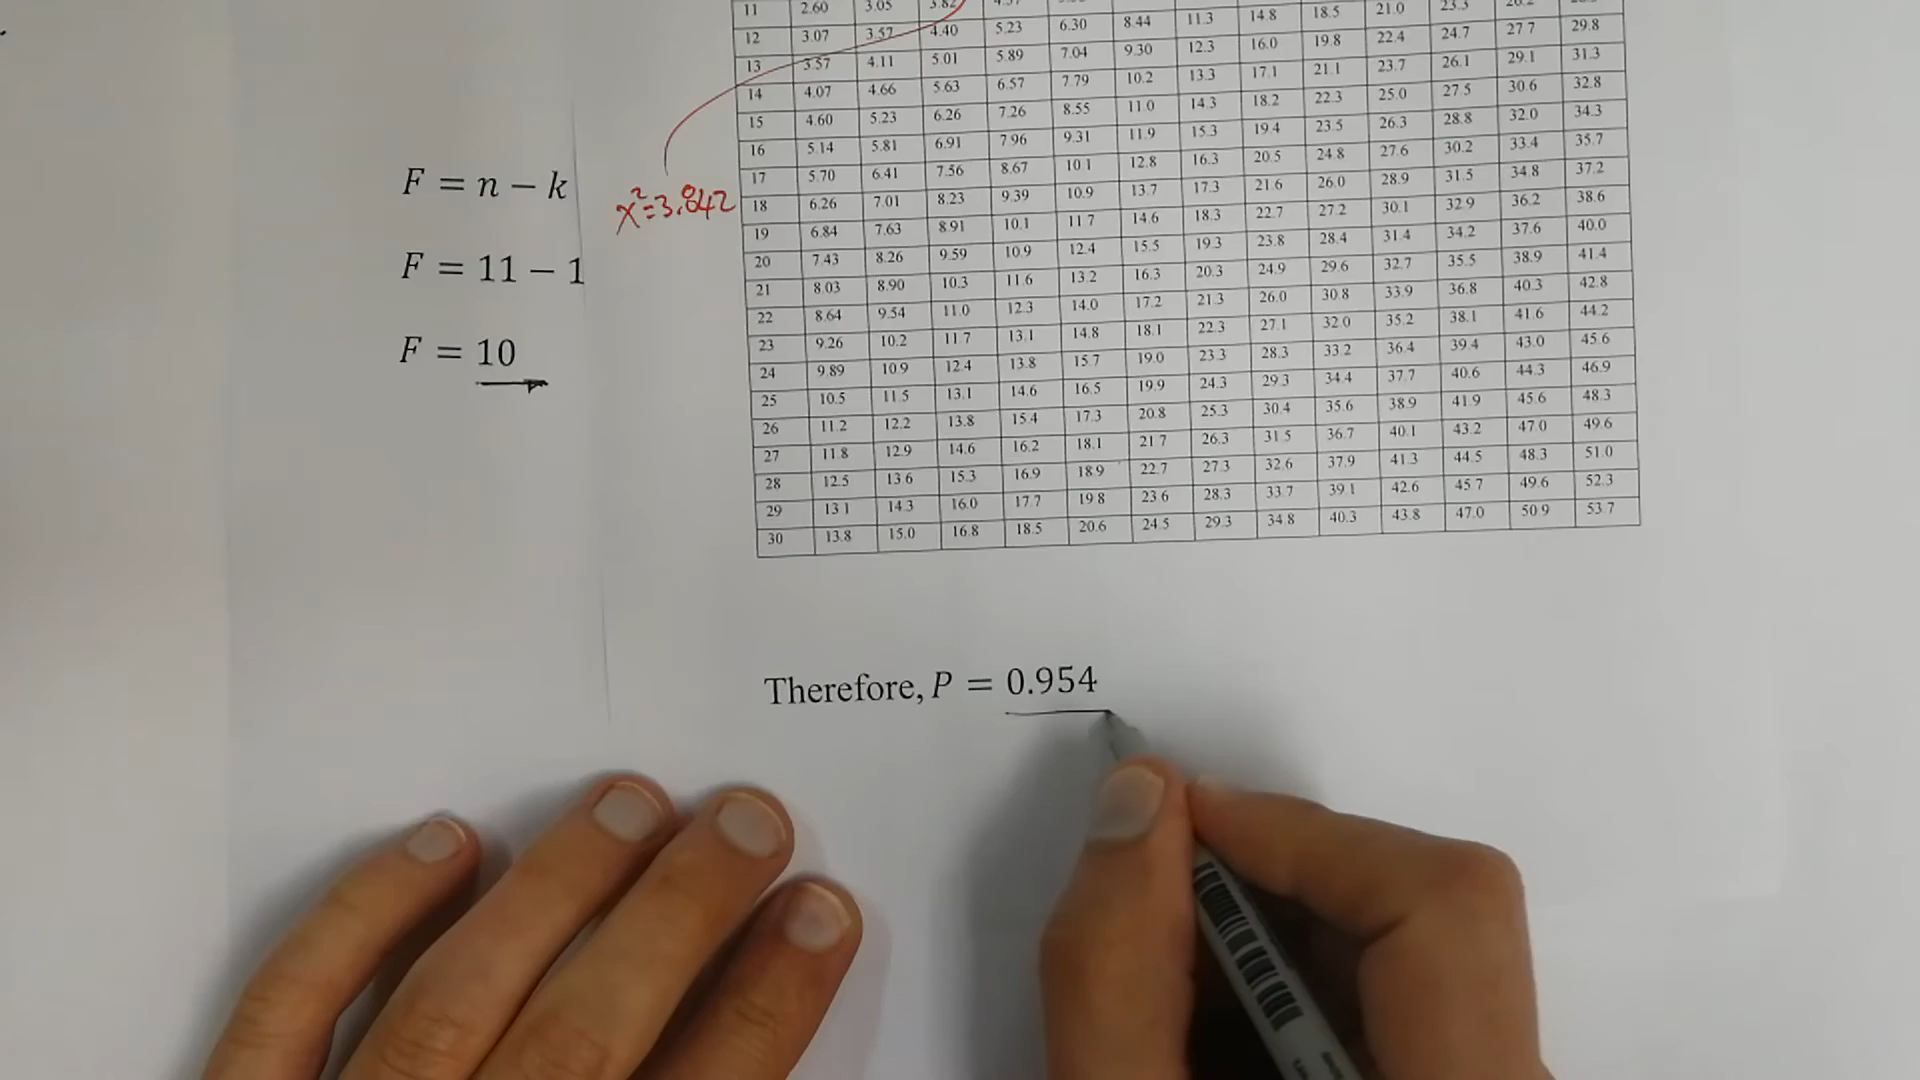 F = n − k
F = 11 − 1
F = 10
x²=3.842
11 2.60 3.05 3.82 11.3 14.8 18.5 21.0
12 3.07 3.57 4.40 5.23 6.30 8.44 12.3 16.0 19.8 22.4 24.7 27.7 29.8
13 3.57 4.11 5.01 5.89 7.04 9.30 13.3 17.1 21.1 23.7 26.1 29.1 31.3
14 4.07 4.66 5.63 6.57 7.79 10.2 14.3 18.2 22.3 25.0 27.5 30.6 32.8
15 4.60 5.23 6.26 7.26 8.55 11.0 15.3 19.4 23.5 26.3 28.8 32.0 34.3
16 5.14 5.81 6.91 7.96 9.31 11.9 16.3 20.5 24.8 27.6 30.2 33.4 35.7
17 5.70 6.41 7.56 8.67 10.1 12.8 17.3 21.6 26.0 28.9 31.5 34.8 37.2
18 6.26 7.01 8.23 9.39 10.9 13.7 18.3 22.7 27.2 30.1 32.9 36.2 38.6
19 6.84 7.63 8.91 10.1 11.7 14.6 19.3 23.8 28.4 31.4 34.2 37.6 40.0
20 7.43 8.26 9.59 10.9 12.4 15.5 20.3 24.9 29.6 32.7 35.5 38.9 41.4
21 8.03 8.90 10.3 11.6 13.2 16.3 21.3 26.0 30.8 33.9 36.8 40.3 42.8
22 8.64 9.54 11.0 12.3 14.0 17.2 22.3 27.1 32.0 35.2 38.1 41.6 44.2
23 9.26 10.2 11.7 13.1 14.8 18.1 23.3 28.3 33.2 36.4 39.4 43.0 45.6
24 9.89 10.9 12.4 13.8 15.7 19.0 24.3 29.3 34.4 37.7 40.6 44.3 46.9
25 10.5 11.5 13.1 14.6 16.5 19.9 25.3 30.4 35.6 38.9 41.9 45.6 48.3
26 11.2 12.2 13.8 15.4 17.3 20.8 26.3 31.5 36.7 40.1 43.2 47.0 49.6
27 11.8 12.9 14.6 16.2 18.1 21.7 27.3 32.6 37.9 41.3 44.5 48.3 51.0
28 12.5 13.6 15.3 16.9 18.9 22.7 28.3 33.7 39.1 42.6 45.7 49.6 52.3
29 13.1 14.3 16.0 17.7 19.8 23.6 29.3 34.8 40.3 43.8 47.0 50.9 53.7
30 13.8 15.0 16.8 18.5 20.6 24.5
Therefore, P = 0.954